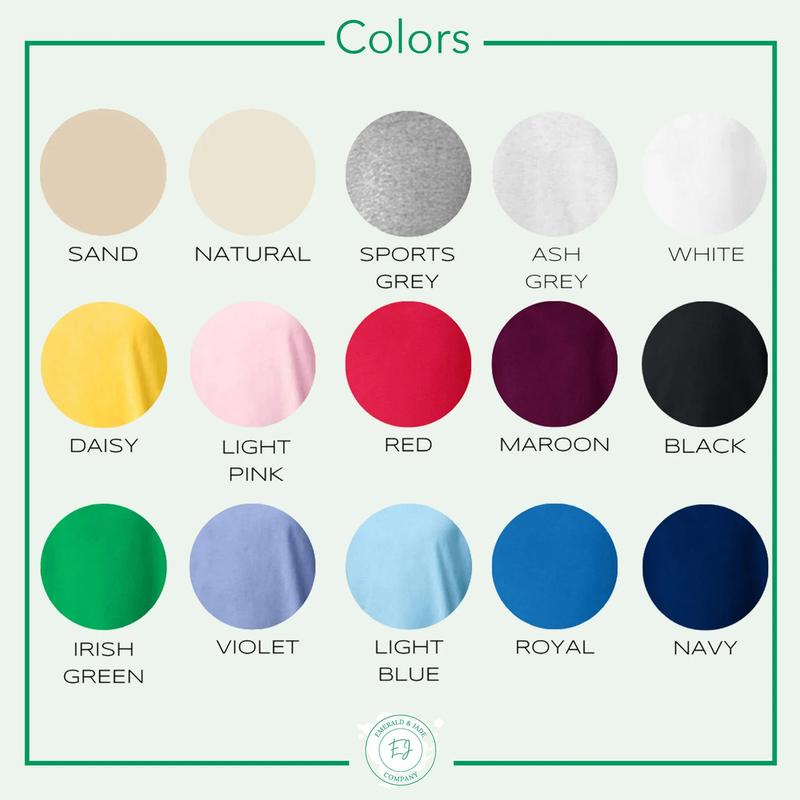 Colors
SAND
NATURAL
SPORTS
GREY
ASH
GREY
WHITE
DAISY
LIGHT
PINK
RED
MAROON
BLACK
IRISH
GREEN
VIOLET
LIGHT
BLUE
ROYAL
NAVY
EMERALD & JADE
EJ
COMPANY